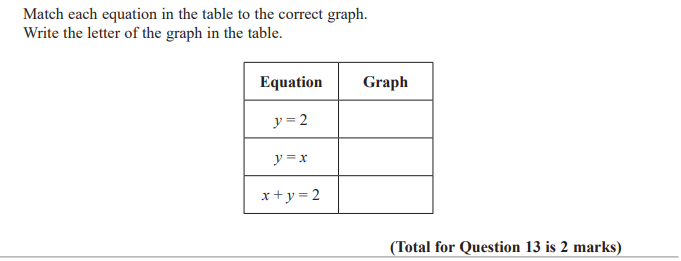 Match each equation in the table to the correct graph.
Write the letter of the graph in the table.
Equation Graph
y = 2
y = x
x + y = 2
(Total for Question 13 is 2 marks)